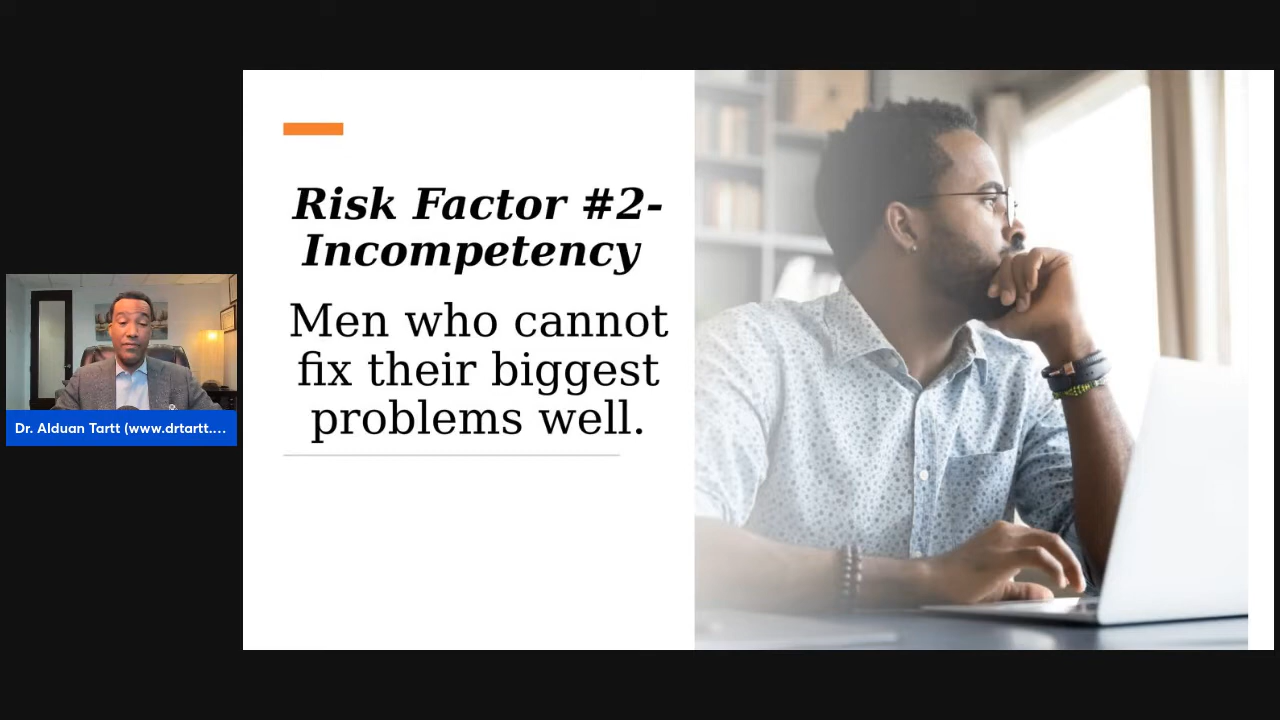 Risk Factor #2-
Incompetency
Men who cannot
fix their biggest
problems well.
Dr. Alduan Tartt (www.drtartt....